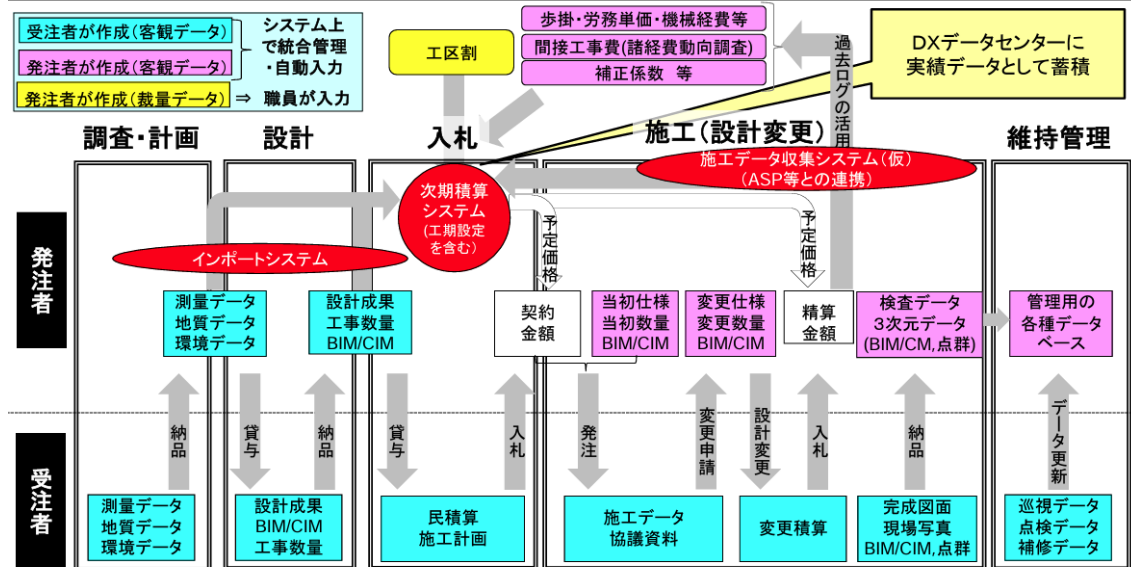 受注者が作成(客観データ)
発注者が作成(客観データ)
システム上
で統合管理
・自動入力
発注者が作成(裁量データ)
⇒ 職員が入力
工区割
歩掛・労務単価・機械経費等
間接工事費(諸経費動向調査)
補正係数 等
過去ログの活用
DXデータセンターに
実績データとして蓄積
調査・計画
設計
入札
施工(設計変更)
維持管理
発注者
受注者
次期積算
システム
(工期設定
を含む)
施工データ収集システム(仮)
(ASP等との連携)
インポートシステム
予定価格
予定価格
測量データ
地質データ
環境データ
設計成果
工事数量
BIM/CIM
契約
金額
当初仕様
当初数量
BIM/CIM
変更仕様
変更数量
BIM/CIM
精算
金額
検査データ
3次元データ
(BIM/CM,点群)
管理用の
各種データ
ベース
納品
貸与
納品
貸与
入札
発注
変更申請
設計変更
入札
納品
データ更新
測量データ
地質データ
環境データ
設計成果
BIM/CIM
工事数量
民積算
施工計画
施工データ
協議資料
変更積算
完成図面
現場写真
BIM/CIM,点群
巡視データ
点検データ
補修データ